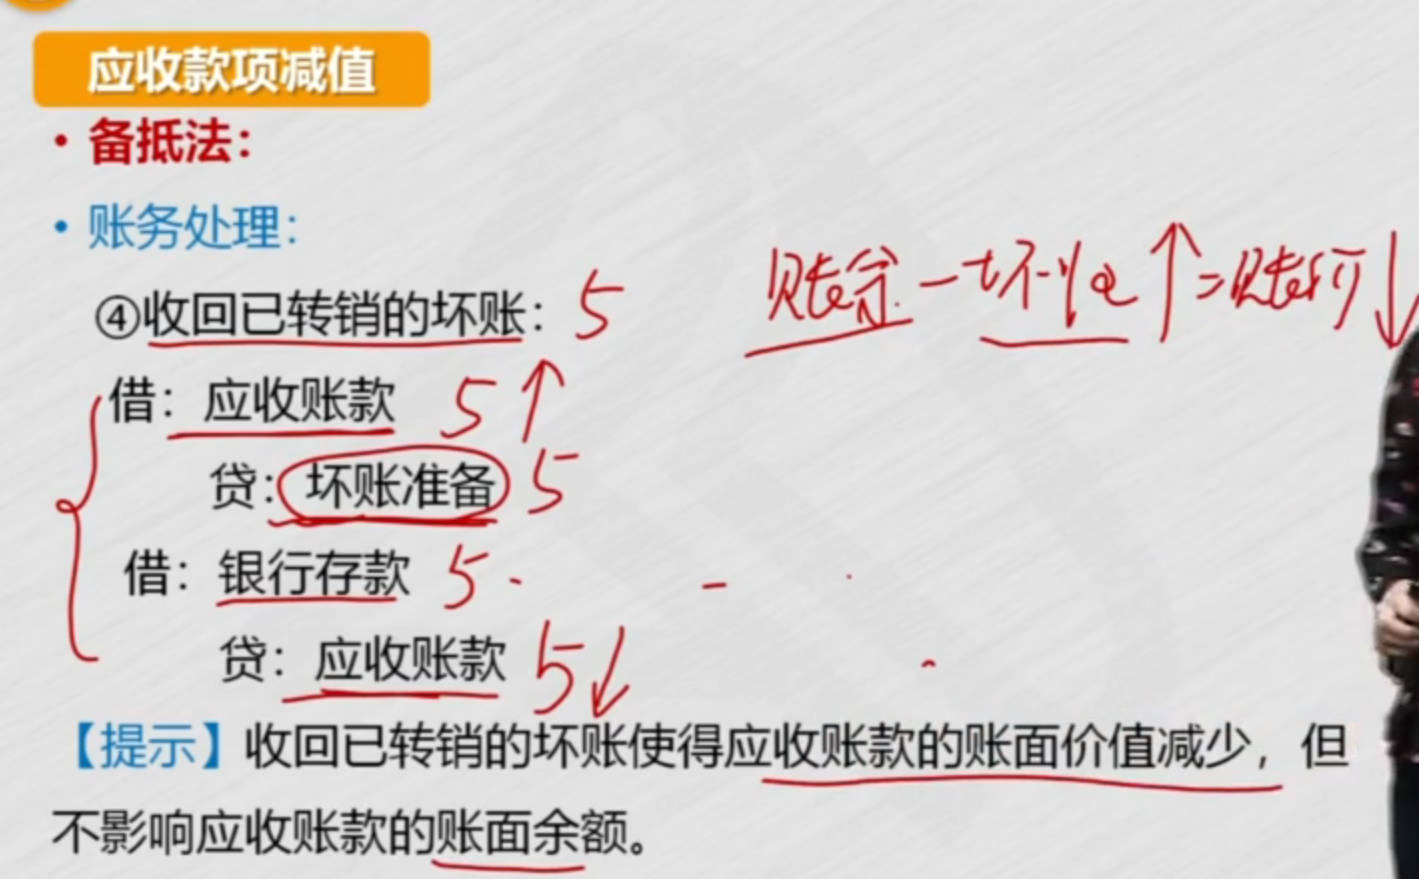 应收款项减值
• 备抵法：
• 账务处理：
④收回已转销的坏账： 5
账余 - 坏准 ↑ = 账价 ↓
借：应收账款 5 ↑
贷：坏账准备 5
借：银行存款 5
贷：应收账款 5 ↓
【提示】收回已转销的坏账使得应收账款的账面价值减少，但
不影响应收账款的账面余额。